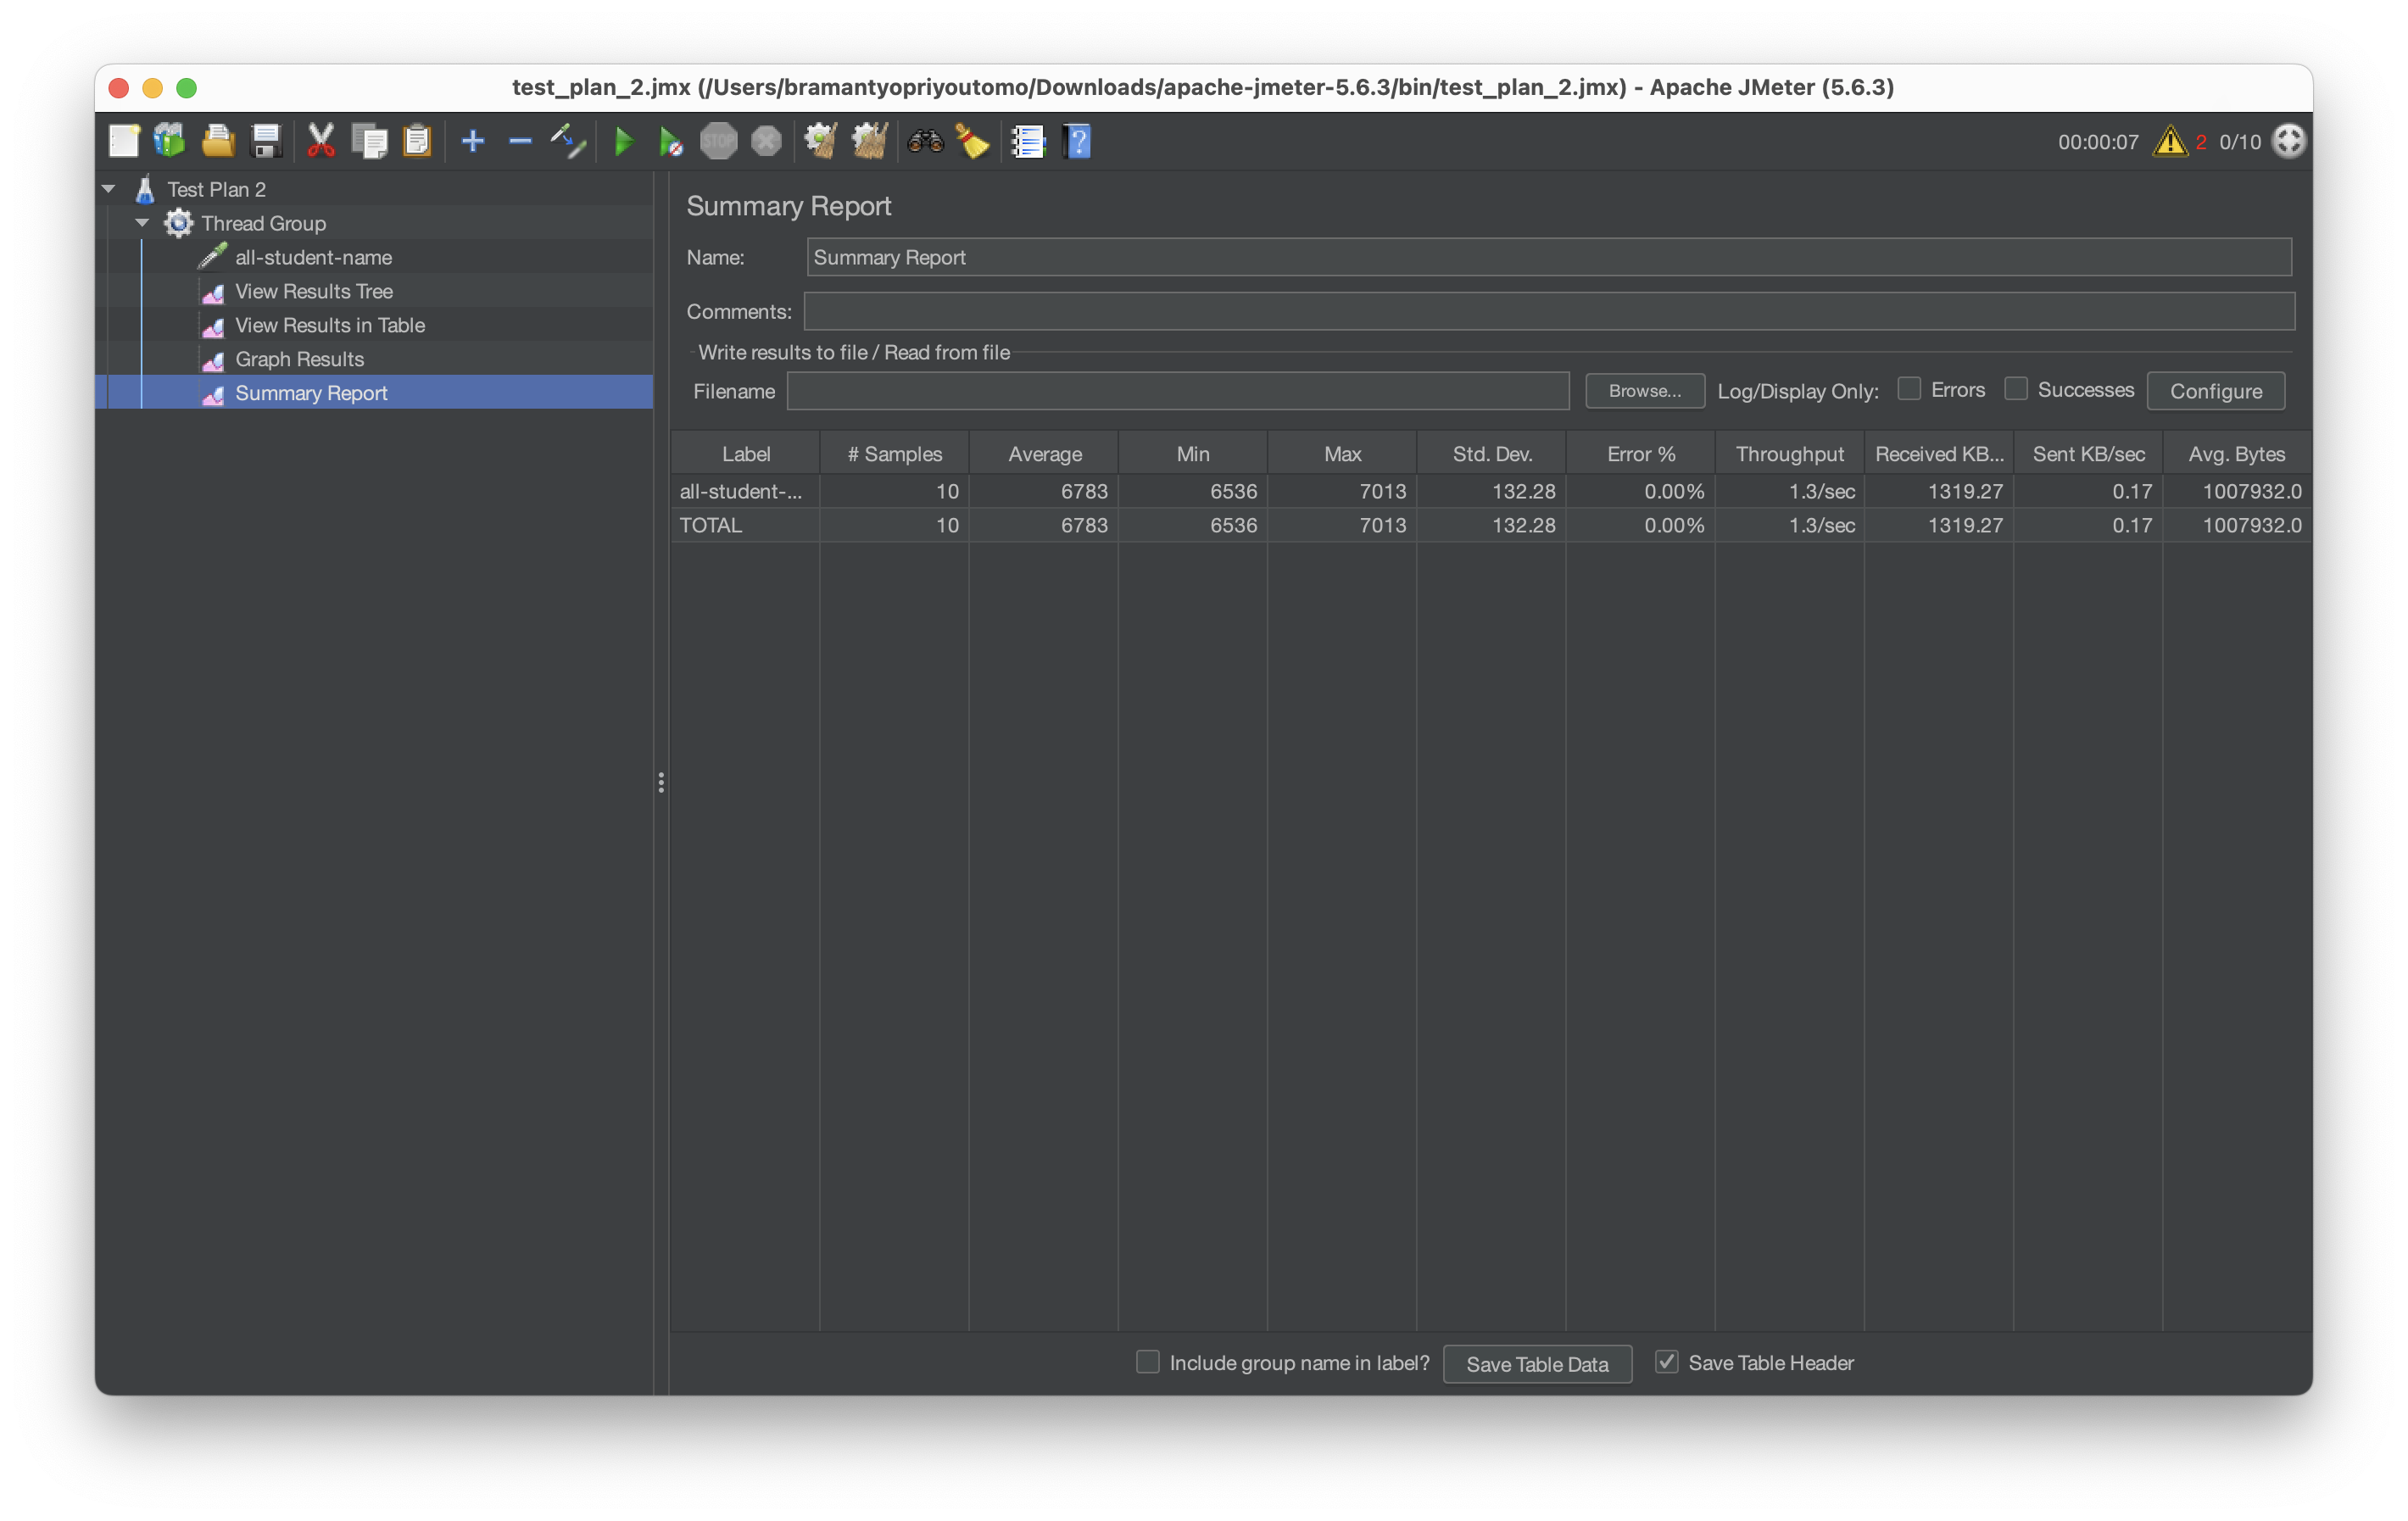 test_plan_2.jmx (/Users/bramantyopriyoutomo/Downloads/apache-jmeter-5.6.3/bin/test_plan_2.jmx) - Apache JMeter (5.6.3)
STOP
00:00:07 2 0/10
Test Plan 2
Thread Group
all-student-name
View Results Tree
View Results in Table
Graph Results
Summary Report
Summary Report
Name: Summary Report
Comments:
Write results to file / Read from file
Filename Browse... Log/Display Only: Errors Successes Configure
Label # Samples Average Min Max Std. Dev. Error % Throughput Received KB... Sent KB/sec Avg. Bytes
all-student-... 10 6783 6536 7013 132.28 0.00% 1.3/sec 1319.27 0.17 1007932.0
TOTAL 10 6783 6536 7013 132.28 0.00% 1.3/sec 1319.27 0.17 1007932.0
Include group name in label? Save Table Data Save Table Header